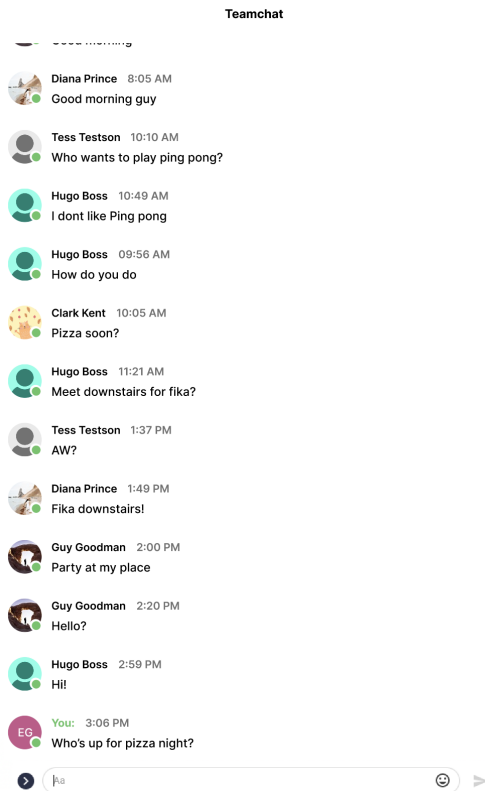 Teamchat
Good morning
Diana Prince 8:05 AM
Good morning guy
Tess Testson 10:10 AM
Who wants to play ping pong?
Hugo Boss 10:49 AM
I dont like Ping pong
Hugo Boss 09:56 AM
How do you do
Clark Kent 10:05 AM
Pizza soon?
Hugo Boss 11:21 AM
Meet downstairs for fika?
Tess Testson 1:37 PM
AW?
Diana Prince 1:49 PM
Fika downstairs!
Guy Goodman 2:00 PM
Party at my place
Guy Goodman 2:20 PM
Hello?
Hugo Boss 2:59 PM
Hi!
EG You: 3:06 PM
Who's up for pizza night?
Aa